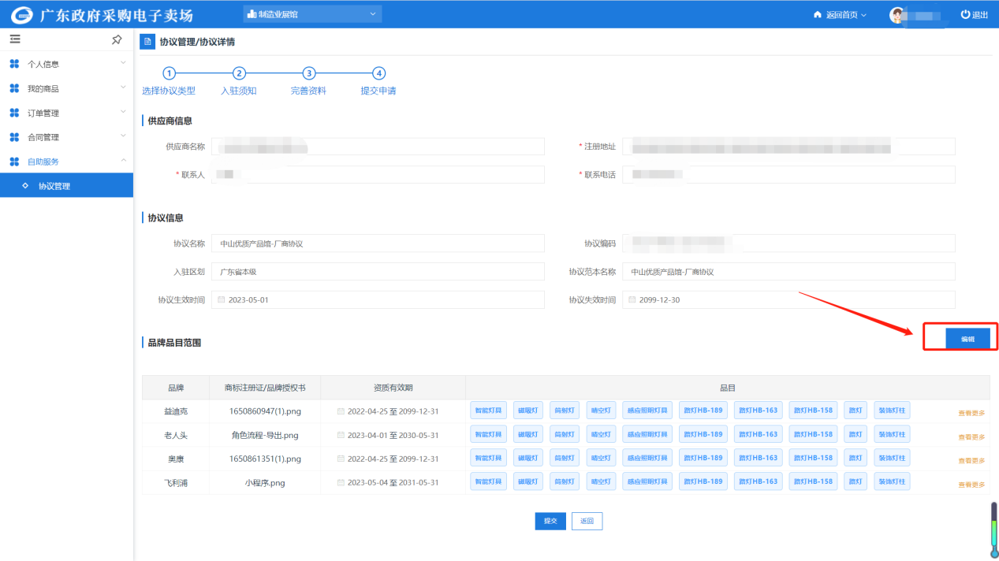 广东政府采购电子卖场 制造业展馆 返回首页 退出
个人信息
我的商品
订单管理
合同管理
自助服务
协议管理
协议管理/协议详情
1 2 3 4
选择协议类型 入驻须知 完善资料 提交申请
供应商信息
供应商名称 * 注册地址
* 联系人 * 联系电话
协议信息
协议名称 中山优质产品馆-厂商协议 协议编码
入驻区划 广东省本级 协议范本名称 中山优质产品馆-厂商协议
协议生效时间 2023-05-01 协议失效时间 2099-12-30
品牌品目范围 编辑
品牌 商标注册证/品牌授权书 资质有效期 品目
益迪克 1650860947(1).png 2022-04-25 至 2099-12-31 智能灯具 磁吸灯 筒射灯 晴空灯 感应照明灯具 路灯HB-189 路灯HB-163 路灯HB-158 路灯 装饰灯柱 查看更多
老人头 角色流程-导出.png 2023-04-01 至 2030-05-31 智能灯具 磁吸灯 筒射灯 晴空灯 感应照明灯具 路灯HB-189 路灯HB-163 路灯HB-158 路灯 装饰灯柱 查看更多
奥康 1650861351(1).png 2022-04-25 至 2099-12-31 智能灯具 磁吸灯 筒射灯 晴空灯 感应照明灯具 路灯HB-189 路灯HB-163 路灯HB-158 路灯 装饰灯柱 查看更多
飞利浦 小程序.png 2023-05-04 至 2031-05-31 智能灯具 磁吸灯 筒射灯 晴空灯 感应照明灯具 路灯HB-189 路灯HB-163 路灯HB-158 路灯 装饰灯柱 查看更多
提交 返回